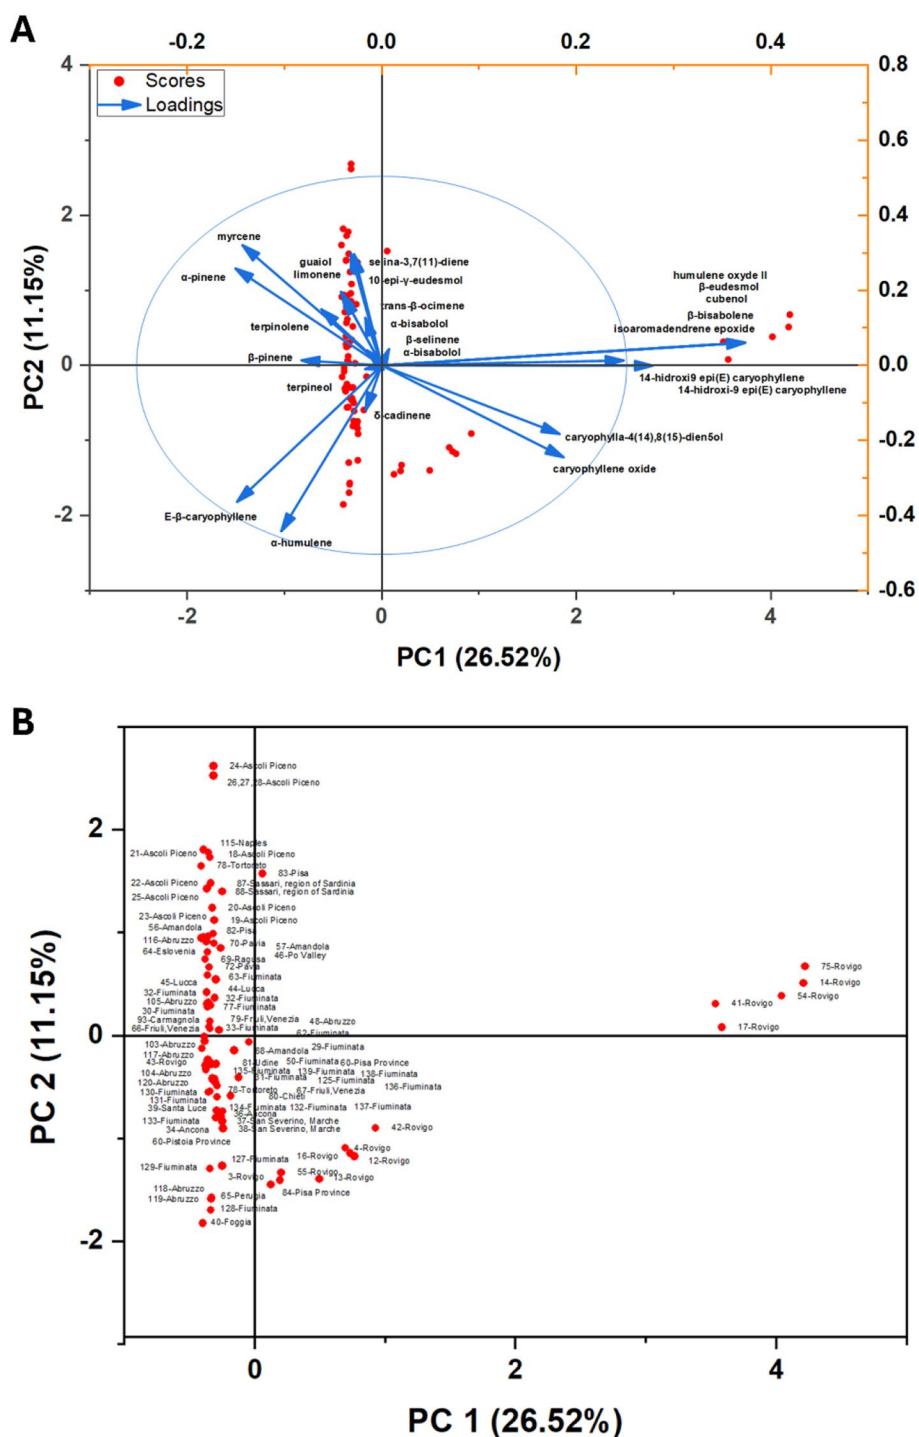 A
-0.2 0.0 0.2 0.4
4 0.8
Scores
Loadings
0.6
2 0.4
myrcene
guaiol selina-3,7(11)-diene
α-pinene limonene 10-epi-γ-eudesmol
humulene oxyde II
β-eudesmol
cubenol
0.2
trans-β-ocimene
β-bisabolene
terpinolene α-bisabolol isoaromadendrene epoxide
β-selinene
β-pinene α-bisabolol
0 0.0
terpineol 14-hidroxi9 epi(E) caryophyllene
14-hidroxi-9 epi(E) caryophyllene
δ-cadinene
-0.2
caryophylla-4(14),8(15)-dien5ol
caryophyllene oxide
-2 -0.4
E-β-caryophyllene
α-humulene
-0.6
-2 0 2 4
PC2 (11.15%)
PC1 (26.52%)
B
24-Ascoli Piceno
26,27,28-Ascoli Piceno
2
115-Naples
21-Ascoli Piceno 18-Ascoli Piceno
78-Tortoreto
83-Pisa
22-Ascoli Piceno 87-Sassari, region of Sardinia
88-Sassari, region of Sardinia
25-Ascoli Piceno
20-Ascoli Piceno
23-Ascoli Piceno 19-Ascoli Piceno
56-Amandola 82-Pisa
116-Abruzzo 70-Pavia 57-Amandola
64-Eslovenia 46-Po Valley
69-Ragusa
72-Pavia 75-Rovigo
63-Fiuminata
45-Lucca 44-Lucca 14-Rovigo
32-Fiuminata 32-Fiuminata 54-Rovigo
105-Abruzzo 77-Fiuminata 41-Rovigo
30-Fiuminata
93-Carmagnola 79-Friuli,Venezia 48-Abruzzo
66-Friuli,Venezia 33-Fiuminata 62-Fiuminata 17-Rovigo
0
103-Abruzzo 29-Fiuminata
117-Abruzzo 68-Amandola
43-Rovigo 81-Udine 50-Fiuminata 60-Pisa Province
104-Abruzzo 135-Fiuminata 139-Fiuminata 138-Fiuminata
120-Abruzzo 31-Fiuminata 125-Fiuminata 136-Fiuminata
130-Fiuminata 78-Tortoreto 67-Friuli,Venezia
131-Fiuminata 80-Chieti
39-Santa Luce 134-Fiuminata 132-Fiuminata 137-Fiuminata
36-Ancona
133-Fiuminata 37-San Severino, Marche
34-Ancona 38-San Severino, Marche 42-Rovigo
60-Pistoia Province
4-Rovigo
127-Fiuminata 16-Rovigo 12-Rovigo
129-Fiuminata
3-Rovigo 55-Rovigo 13-Rovigo
118-Abruzzo 84-Pisa Province
119-Abruzzo 65-Perugia
128-Fiuminata
40-Foggia
-2
0 2 4
PC 2 (11.15%)
PC 1 (26.52%)